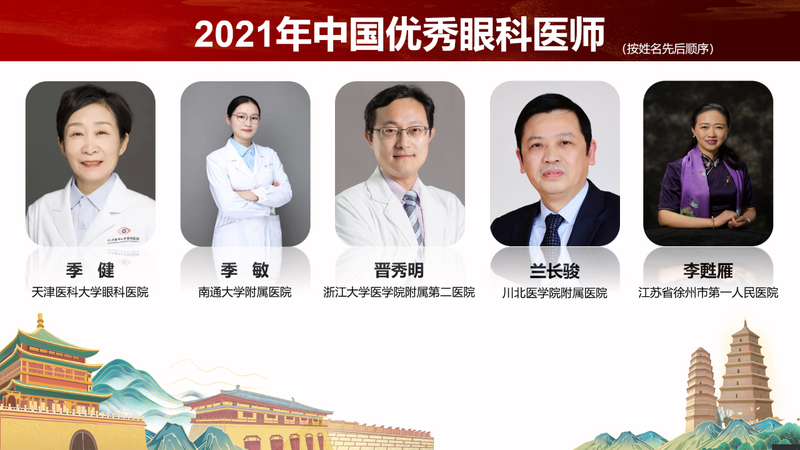 2021年中国优秀眼科医师
(按姓名先后顺序)
季 健
天津医科大学眼科医院
季 敏
南通大学附属医院
晋秀明
浙江大学医学院附属第二医院
兰长骏
川北医学院附属医院
李甦雁
江苏省徐州市第一人民医院